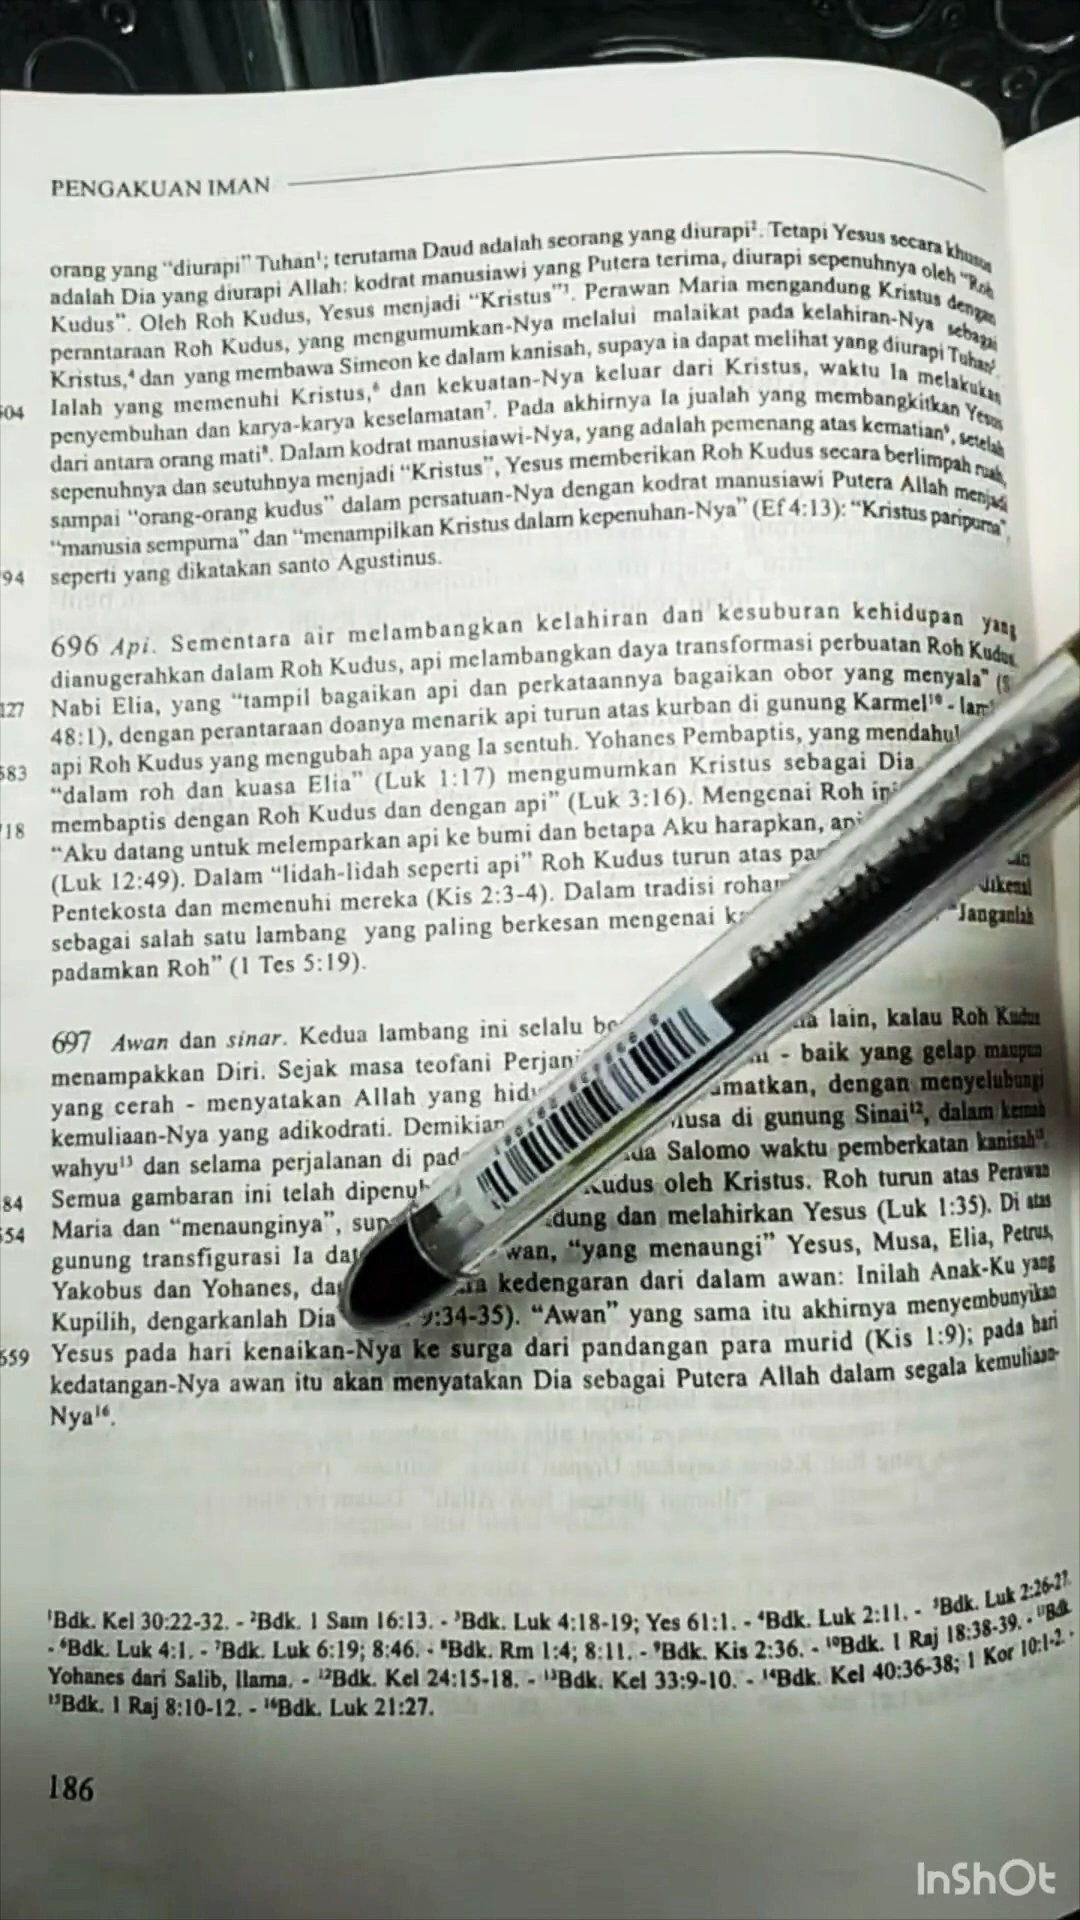 PENGAKUAN IMAN
orang yang “diurapi” Tuhan¹; terutama Daud adalah seorang yang diurapi². Tetapi Yesus secara khusus
adalah Dia yang diurapi Allah: kodrat manusiawi yang Putera terima, diurapi sepenuhnya oleh “Roh
Kudus”. Oleh Roh Kudus, Yesus menjadi “Kristus”³. Perawan Maria mengandung Kristus dengan
perantaraan Roh Kudus, yang mengumumkan-Nya melalui malaikat pada kelahiran-Nya sebagai
Kristus,⁴ dan yang membawa Simeon ke dalam kanisah, supaya ia dapat melihat yang diurapi Tuhan⁵.
504 Ialah yang memenuhi Kristus,⁶ dan kekuatan-Nya keluar dari Kristus, waktu Ia melakukan
penyembuhan dan karya-karya keselamatan⁷. Pada akhirnya Ia jualah yang membangkitkan Yesus
dari antara orang mati⁸. Dalam kodrat manusiawi-Nya, yang adalah pemenang atas kematian⁹, setelah
sepenuhnya dan seutuhnya menjadi “Kristus”, Yesus memberikan Roh Kudus secara berlimpah ruah,
sampai “orang-orang kudus” dalam persatuan-Nya dengan kodrat manusiawi Putera Allah menjadi
“manusia sempurna” dan “menampilkan Kristus dalam kepenuhan-Nya” (Ef 4:13): “Kristus paripurna”,
94 seperti yang dikatakan santo Agustinus.
696 Api. Sementara air melambangkan kelahiran dan kesuburan kehidupan yang
dianugerahkan dalam Roh Kudus, api melambangkan daya transformasi perbuatan Roh Kudus.
127 Nabi Elia, yang “tampil bagaikan api dan perkataannya bagaikan obor yang menyala” (S
48:1), dengan perantaraan doanya menarik api turun atas kurban di gunung Karmel¹⁰ - lam
583 api Roh Kudus yang mengubah apa yang Ia sentuh. Yohanes Pembaptis, yang mendahul
“dalam roh dan kuasa Elia” (Luk 1:17) mengumumkan Kristus sebagai Dia
718 membaptis dengan Roh Kudus dan dengan api” (Luk 3:16). Mengenai Roh ini
“Aku datang untuk melemparkan api ke bumi dan betapa Aku harapkan, api
(Luk 12:49). Dalam “lidah-lidah seperti api” Roh Kudus turun atas pa
Pentekosta dan memenuhi mereka (Kis 2:3-4). Dalam tradisi rohan dikenal
sebagai salah satu lambang yang paling berkesan mengenai ka “Janganlah
padamkan Roh” (1 Tes 5:19).
697 Awan dan sinar. Kedua lambang ini selalu be lain, kalau Roh Kudus
menampakkan Diri. Sejak masa teofani Perjanj - baik yang gelap maupun
yang cerah - menyatakan Allah yang hidu amatkan, dengan menyelubungi
kemuliaan-Nya yang adikodrati. Demikian Musa di gunung Sinai¹², dalam kemah
wahyu¹³ dan selama perjalanan di pad da Salomo waktu pemberkatan kanisah¹⁵.
84 Semua gambaran ini telah dipenuh Kudus oleh Kristus. Roh turun atas Perawan
554 Maria dan “menaunginya”, sup dung dan melahirkan Yesus (Luk 1:35). Di atas
gunung transfigurasi Ia dat wan, “yang menaungi” Yesus, Musa, Elia, Petrus,
Yakobus dan Yohanes, da ra kedengaran dari dalam awan: Inilah Anak-Ku yang
Kupilih, dengarkanlah Dia 9:34-35). “Awan” yang sama itu akhirnya menyembunyikan
659 Yesus pada hari kenaikan-Nya ke surga dari pandangan para murid (Kis 1:9); pada hari
kedatangan-Nya awan itu akan menyatakan Dia sebagai Putera Allah dalam segala kemuliaan-
Nya¹⁶.
¹Bdk. Kel 30:22-32. - ²Bdk. 1 Sam 16:13. - ³Bdk. Luk 4:18-19; Yes 61:1. - ⁴Bdk. Luk 2:11. - ⁵Bdk. Luk 2:26-27.
- ⁶Bdk. Luk 4:1. - ⁷Bdk. Luk 6:19; 8:46. - ⁸Bdk. Rm 1:4; 8:11. - ⁹Bdk. Kis 2:36. - ¹⁰Bdk. 1 Raj 18:38-39. - ¹¹Bdk.
Yohanes dari Salib, llama. - ¹²Bdk. Kel 24:15-18. - ¹³Bdk. Kel 33:9-10. - ¹⁴Bdk. Kel 40:36-38; 1 Kor 10:1-2. -
¹⁵Bdk. 1 Raj 8:10-12. - ¹⁶Bdk. Luk 21:27.
186
InShOt